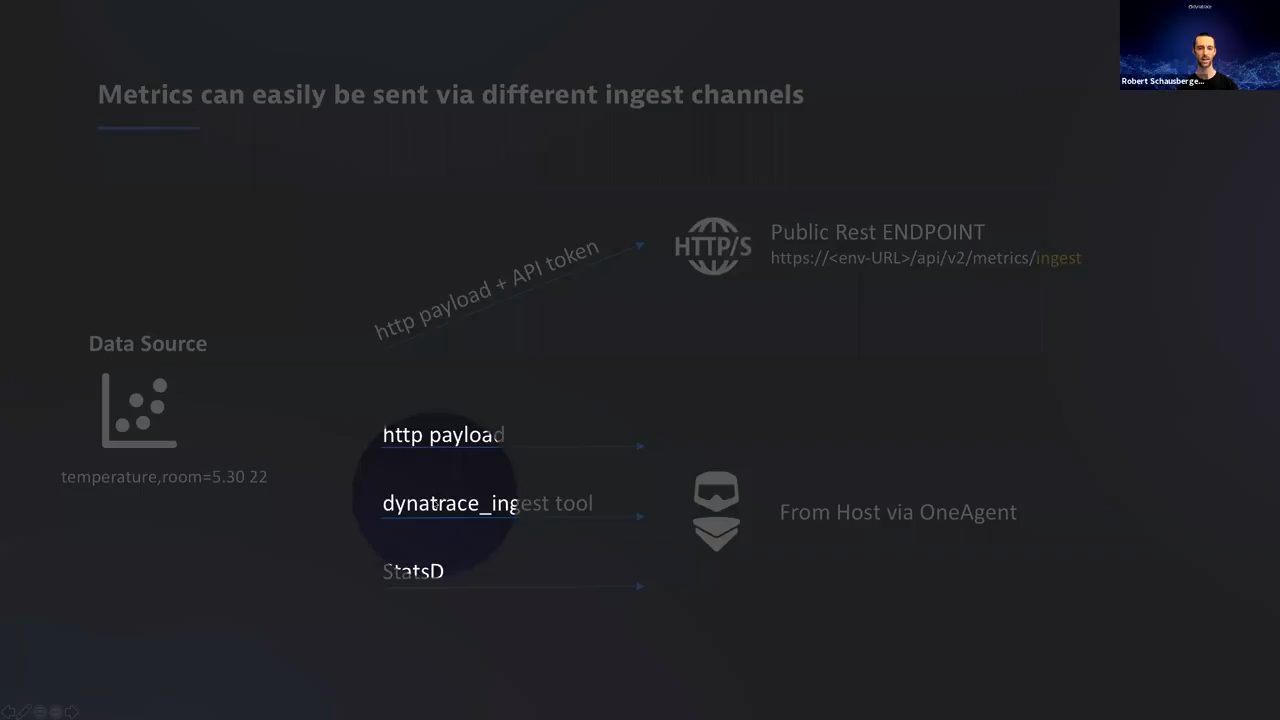 dynatrace
Robert Schausberge...
Metrics can easily be sent via different ingest channels
http payload + API token
HTTP/S
Public Rest ENDPOINT
https://<env-URL>/api/v2/metrics/ingest
Data Source
temperature,room=5.30 22
http payload
dynatrace_ingest tool
StatsD
From Host via OneAgent